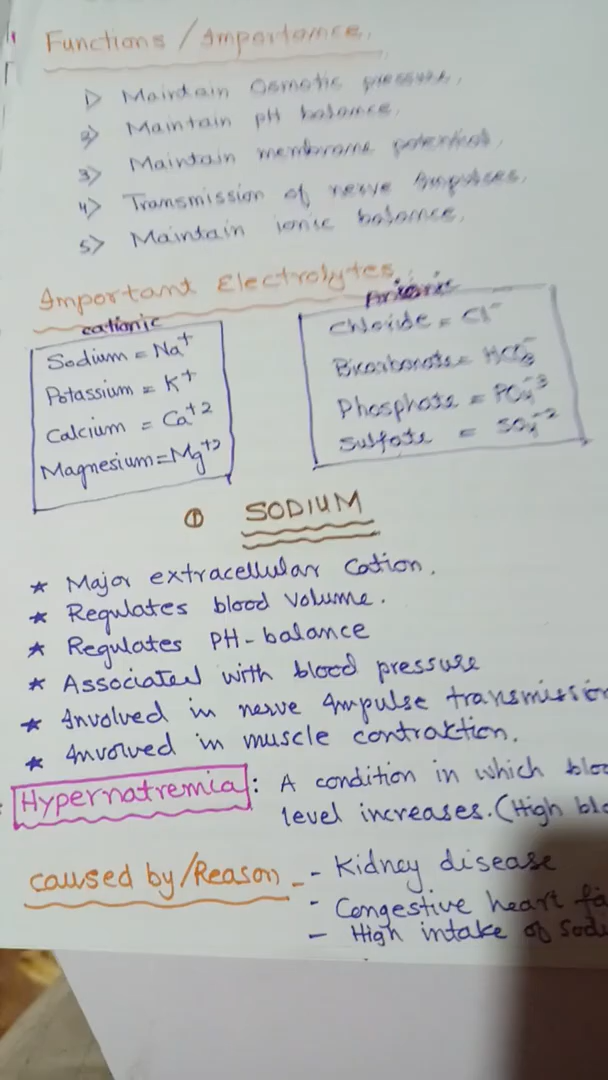 Functions / Importance.
1) Maintain Osmotic pressure.
2) Maintain pH balance.
3) Maintain membrane potential.
4) Transmission of nerve Impulses.
5) Maintain ionic balance.
Important Electrolytes:
cationic
Sodium = Na⁺
Potassium = K⁺
Calcium = Ca⁺²
Magnesium=Mg⁺²
Anionic
Chloride = Cl⁻
Bicarbonate = HCO₃⁻
Phosphate = PO₄⁻³
Sulfate = SO₄⁻²
① SODIUM
* Major extracellular Cation.
* Regulates blood Volume.
* Regulates PH-balance
* Associated with blood pressure
* Involved in nerve Impulse transmission
* Involved in muscle contraktion.
Hypernatremia: A condition in which
level increases. (High
caused by/Reason - - Kidney disease
- Congestive heart
- High intake of